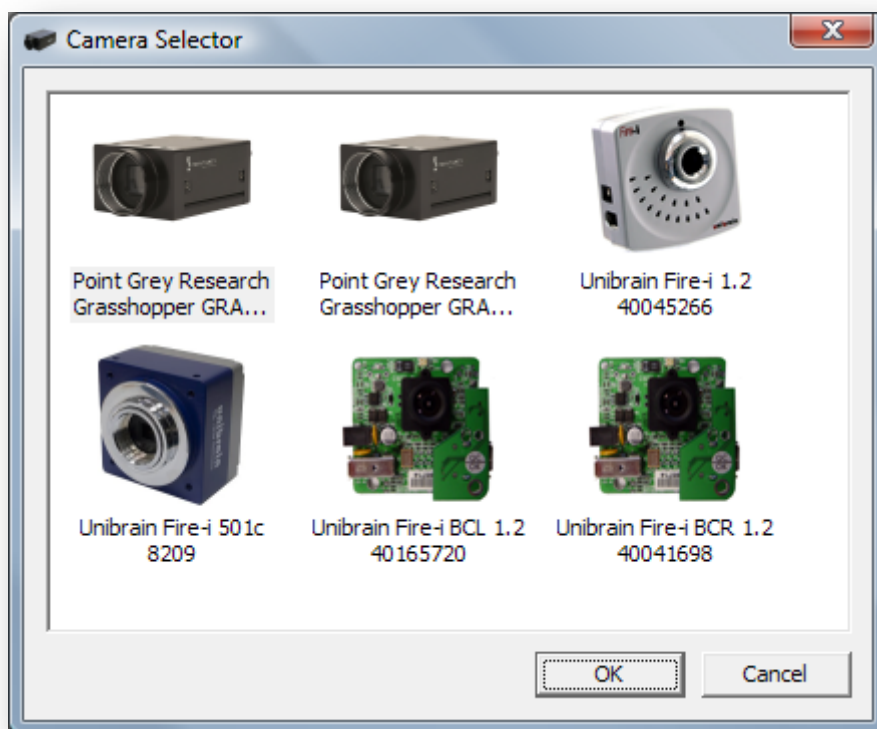 Camera Selector
Point Grey Research
Grasshopper GRA...
Point Grey Research
Grasshopper GRA...
Fire-i
Unibrain Fire-i 1.2
40045266
Unibrain Fire-i 501c
8209
Unibrain Fire-i BCL 1.2
40165720
Unibrain Fire-i BCR 1.2
40041698
OK
Cancel